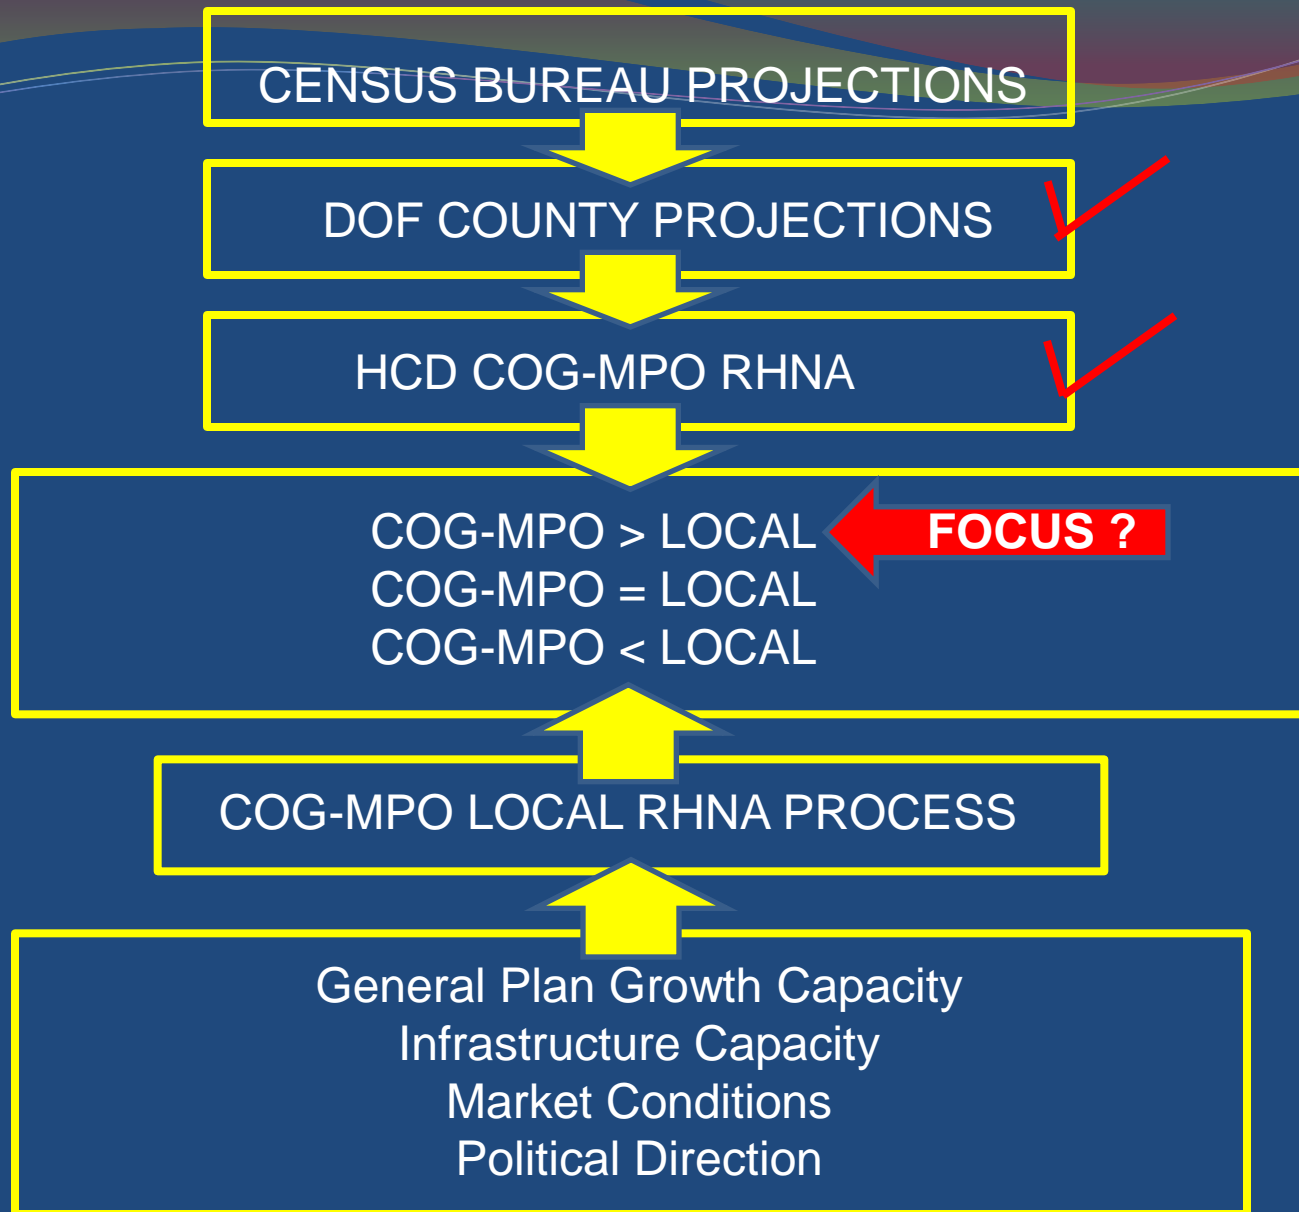 CENSUS BUREAU PROJECTIONS
DOF COUNTY PROJECTIONS
HCD COG-MPO RHNA
COG-MPO > LOCAL
FOCUS ?
COG-MPO = LOCAL
COG-MPO < LOCAL
COG-MPO LOCAL RHNA PROCESS
General Plan Growth Capacity
Infrastructure Capacity
Market Conditions
Political Direction